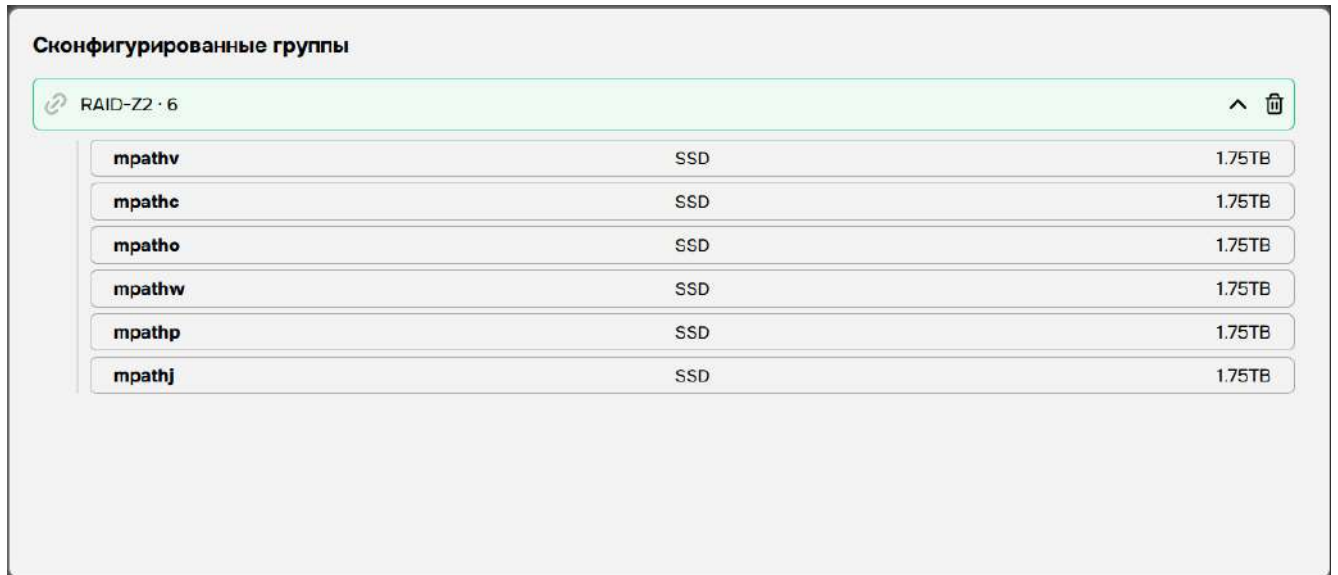 Сконфигурированные группы
RAID-Z2 · 6
mpathv SSD 1.75TB
mpathc SSD 1.75TB
mpatho SSD 1.75TB
mpathw SSD 1.75TB
mpathp SSD 1.75TB
mpathj SSD 1.75TB